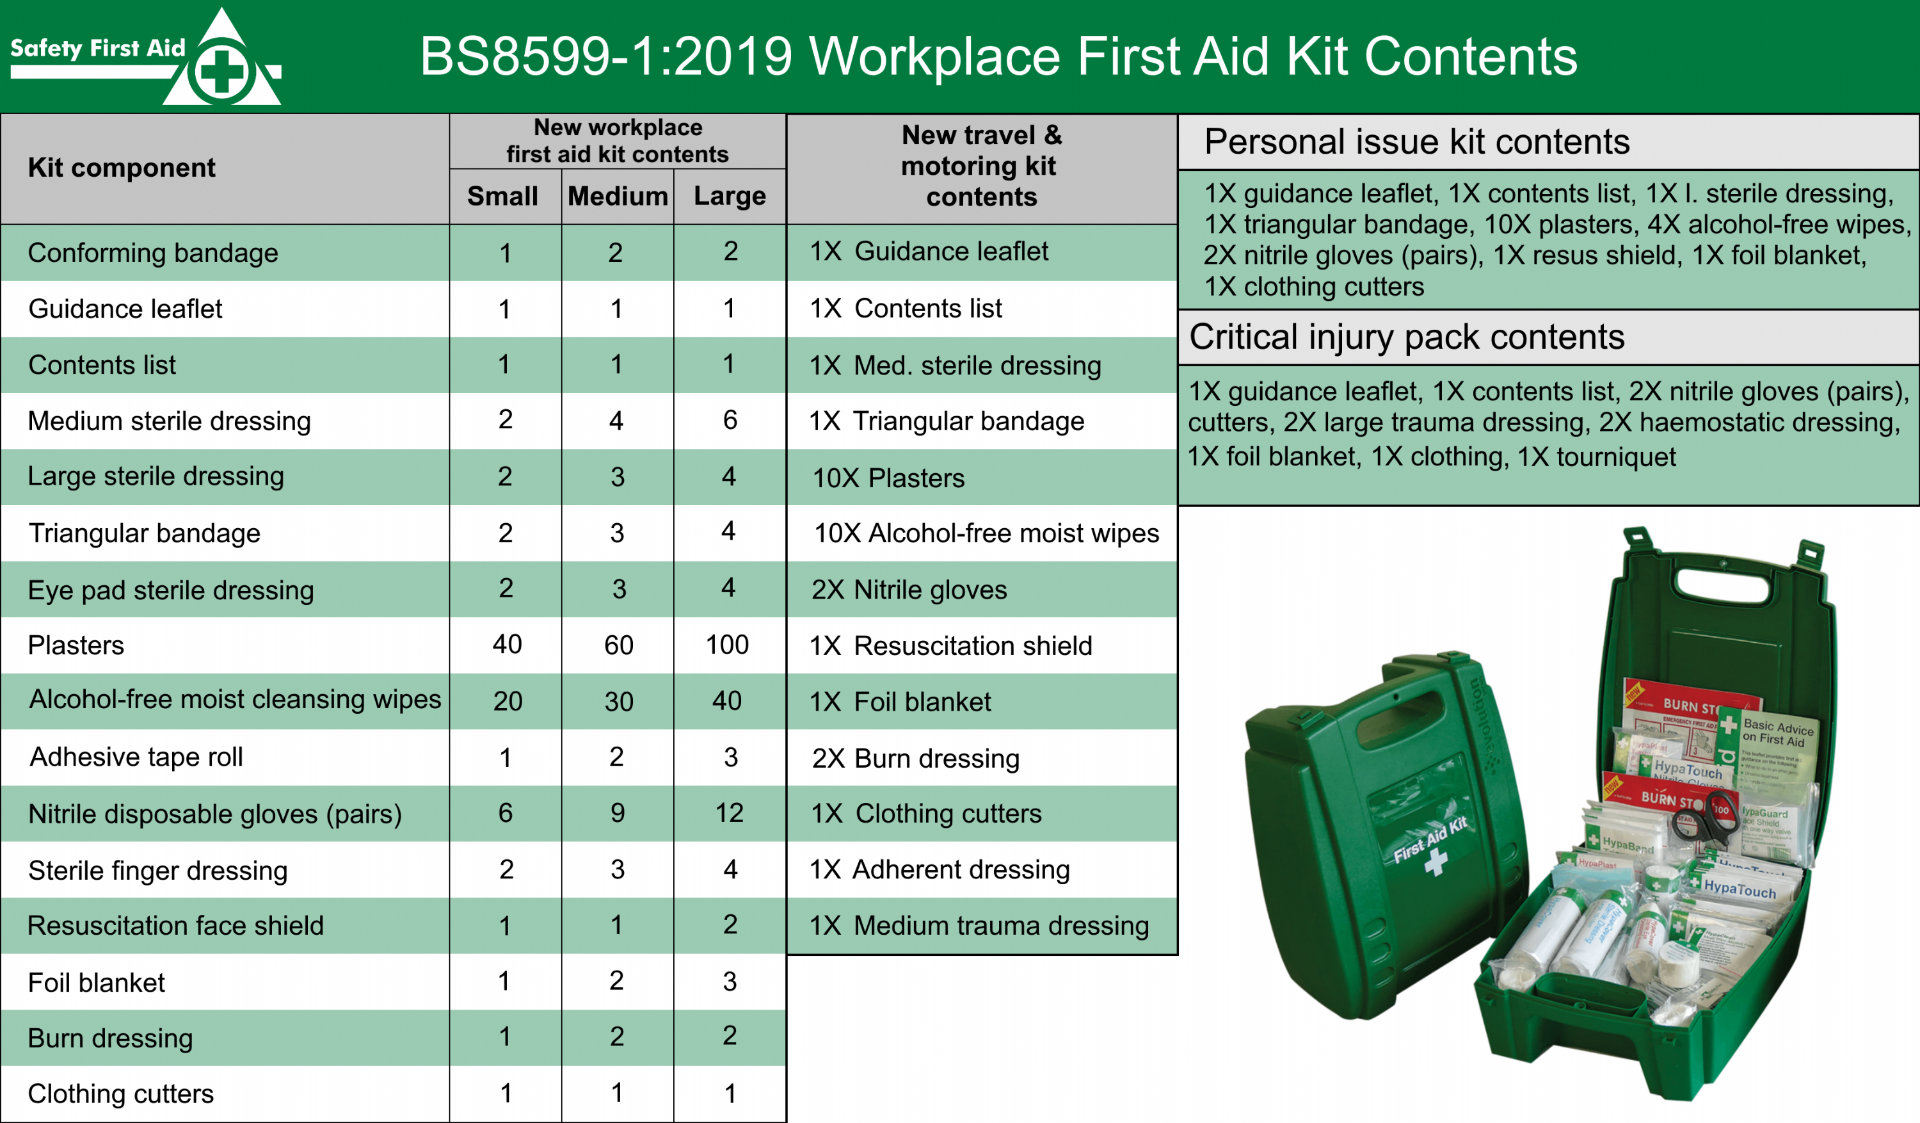 Safety First Aid
BS8599-1:2019 Workplace First Aid Kit Contents
Kit component
New workplace
first aid kit contents
Small Medium Large
Conforming bandage 1 2 2
Guidance leaflet 1 1 1
Contents list 1 1 1
Medium sterile dressing 2 4 6
Large sterile dressing 2 3 4
Triangular bandage 2 3 4
Eye pad sterile dressing 2 3 4
Plasters 40 60 100
Alcohol-free moist cleansing wipes 20 30 40
Adhesive tape roll 1 2 3
Nitrile disposable gloves (pairs) 6 9 12
Sterile finger dressing 2 3 4
Resuscitation face shield 1 1 2
Foil blanket 1 2 3
Burn dressing 1 2 2
Clothing cutters 1 1 1
New travel &
motoring kit
contents
1X Guidance leaflet
1X Contents list
1X Med. sterile dressing
1X Triangular bandage
10X Plasters
10X Alcohol-free moist wipes
2X Nitrile gloves
1X Resuscitation shield
1X Foil blanket
2X Burn dressing
1X Clothing cutters
1X Adherent dressing
1X Medium trauma dressing
Personal issue kit contents
1X guidance leaflet, 1X contents list, 1X l. sterile dressing,
1X triangular bandage, 10X plasters, 4X alcohol-free wipes,
2X nitrile gloves (pairs), 1X resus shield, 1X foil blanket,
1X clothing cutters
Critical injury pack contents
1X guidance leaflet, 1X contents list, 2X nitrile gloves (pairs),
cutters, 2X large trauma dressing, 2X haemostatic dressing,
1X foil blanket, 1X clothing, 1X tourniquet
First Aid Kit
evolution
New
BURN
Basic Advice
on First Aid
HypaTouch
New
BURN
HypaGuard
HypaBand
HypaPlast
HypaTouch